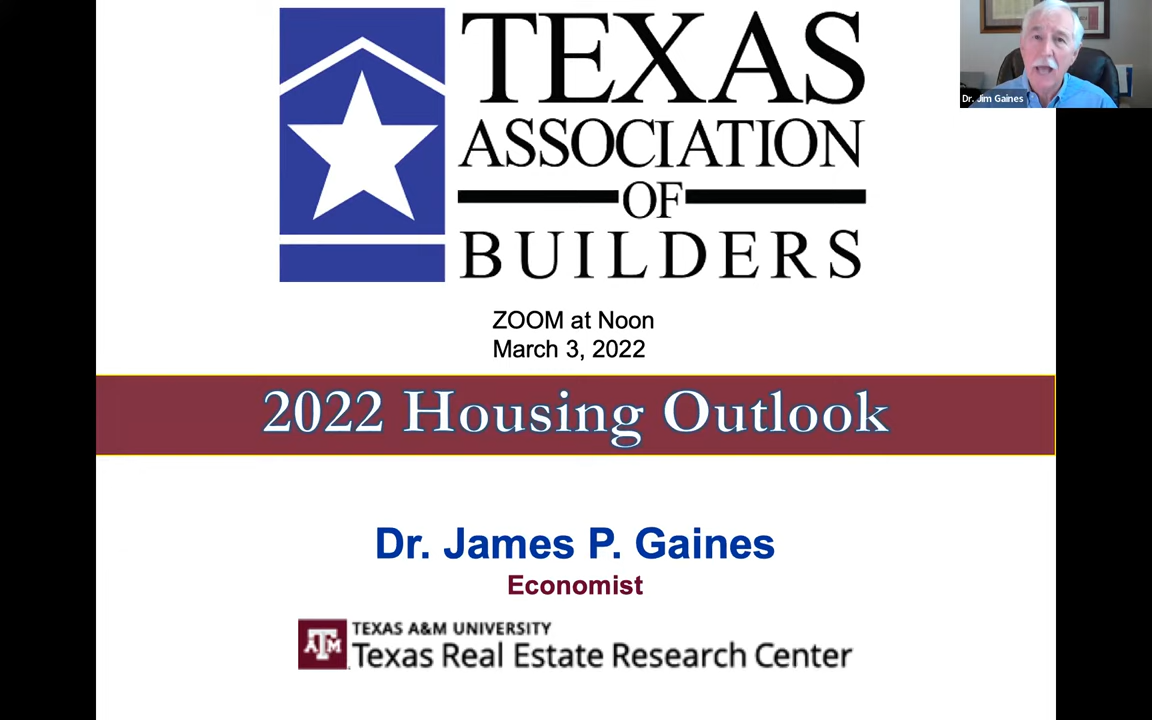 TEXAS
ASSOCIATION
OF
BUILDERS
Dr. Jim Gaines
ZOOM at Noon
March 3, 2022
2022 Housing Outlook
Dr. James P. Gaines
Economist
ATM TEXAS A&M UNIVERSITY
Texas Real Estate Research Center